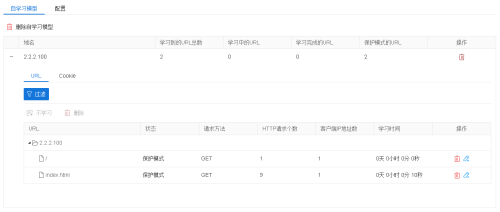 自学习模型 配置
删除自学习模型
域名 学习到的URL总数 学习中的URL 学习完成的URL 保护模式的URL 操作
2.2.2.100 2 0 0 2
URL Cookie
过滤
不学习 删除
URL 状态 请求方法 HTTP请求个数 客户端IP地址数 学习时间 操作
2.2.2.100
/ 保护模式 GET 1 1 0天 0小时 0分 0秒
index.html 保护模式 GET 9 1 0天 0小时 0分 10秒